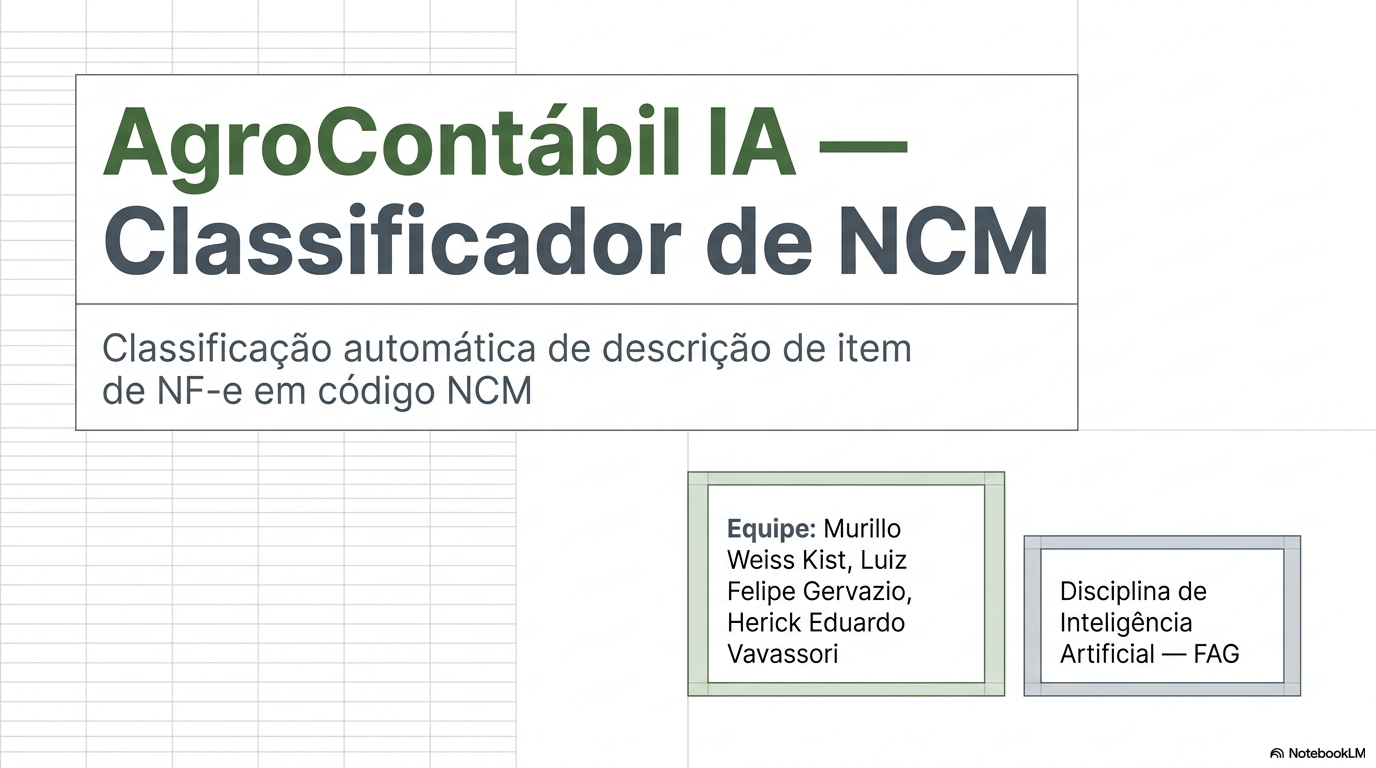 AgroContábil IA —
Classificador de NCM
Classificação automática de descrição de item
de NF-e em código NCM
Equipe: Murillo
Weiss Kist, Luiz
Felipe Gervazio,
Herick Eduardo
Vavassori
Disciplina de
Inteligência
Artificial — FAG
NotebookLM